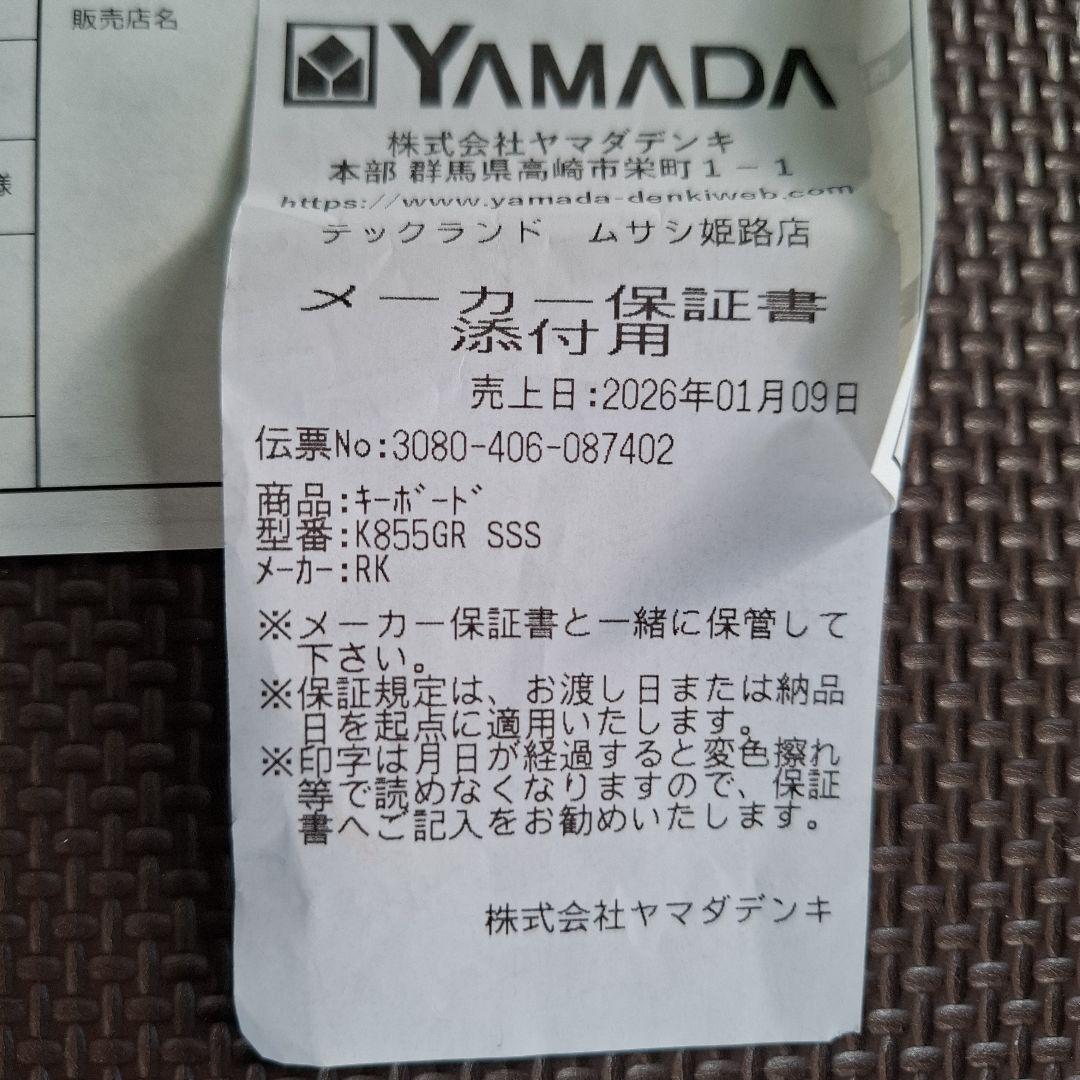 販売店名
様
YAMADA
株式会社ヤマダデンキ
本部 群馬県高崎市栄町1-1
https://www.yamada-denkiweb.com
テックランド ムサシ姫路店
メーカー保証書
添付用
売上日:2026年01月09日
伝票No:3080-406-087402
商品:キーボード
型番:K855GR SSS
メーカー:RK
※メーカー保証書と一緒に保管して
下さい。
※保証規定は、お渡し日または納品
日を起点に適用いたします。
※印字は月日が経過すると変色擦れ
等で読めなくなりますので、保証
書へご記入をお勧めいたします。
株式会社ヤマダデンキ